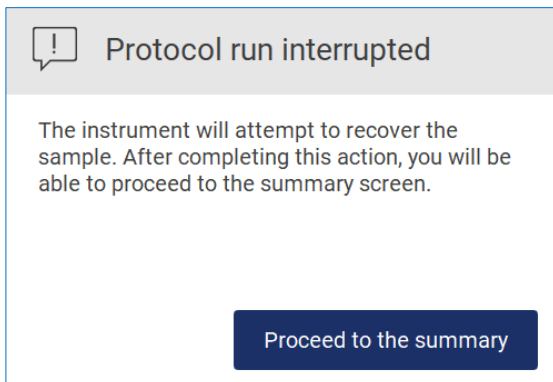 Protocol run interrupted
The instrument will attempt to recover the
sample. After completing this action, you will be
able to proceed to the summary screen.
Proceed to the summary